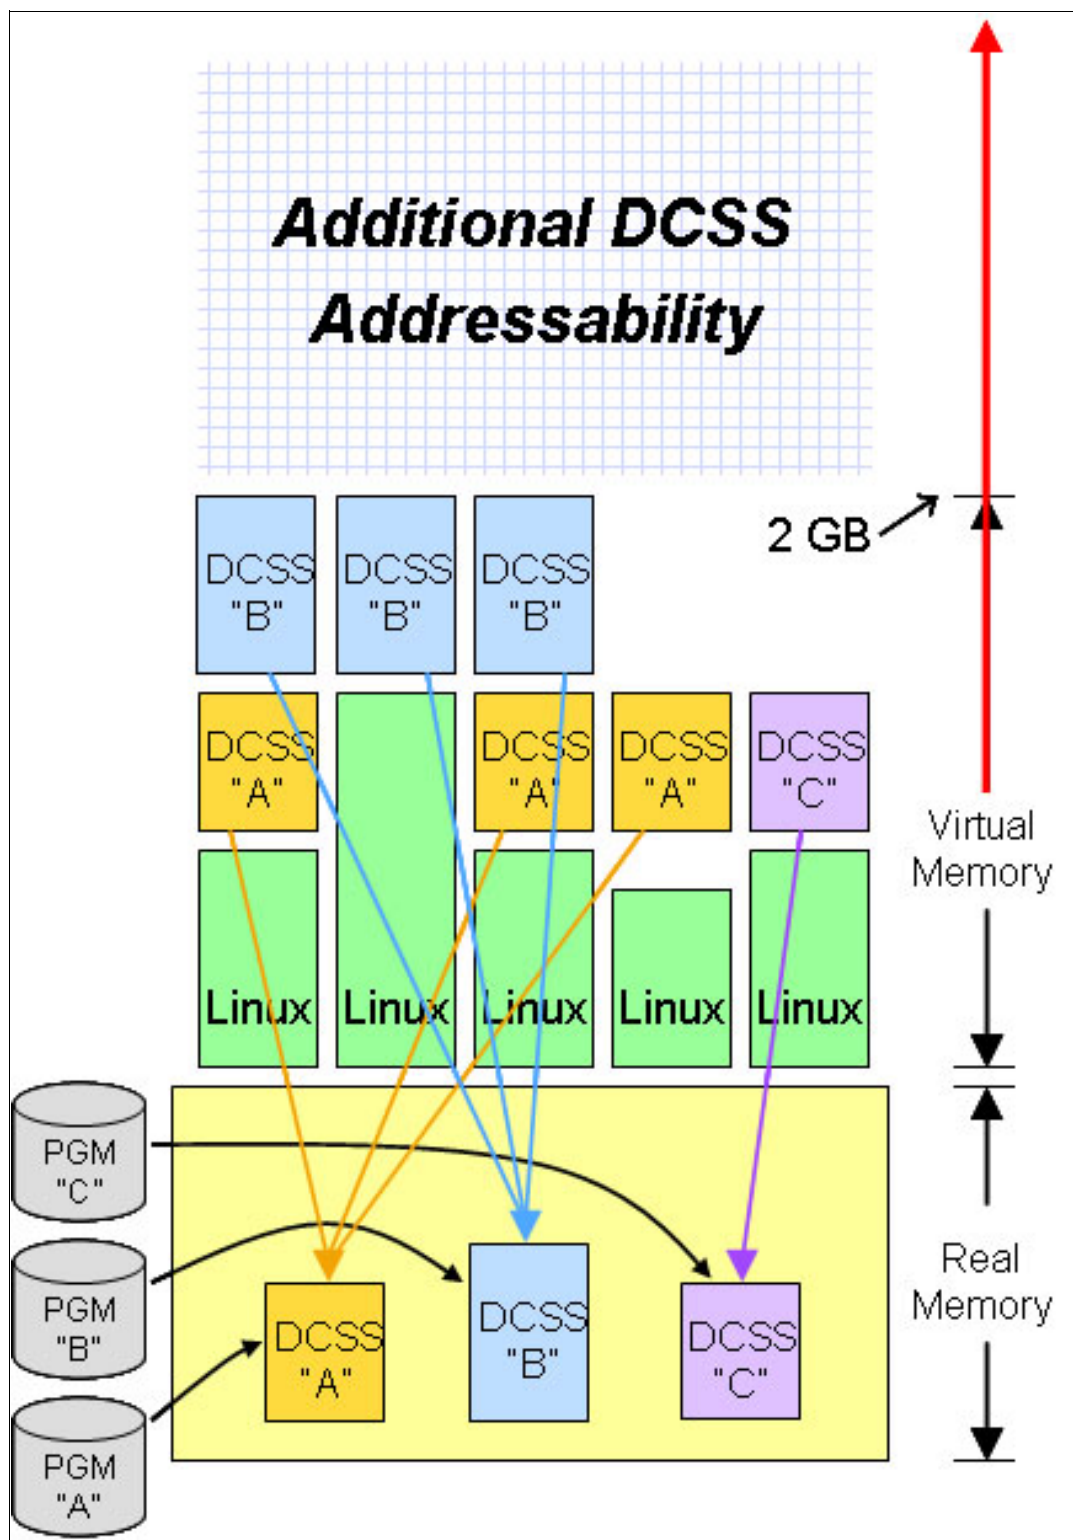 Additional DCSS
Addressability
2 GB
DCSS
"B"
DCSS
"B"
DCSS
"B"
DCSS
"A"
DCSS
"A"
DCSS
"A"
DCSS
"C"
Virtual
Memory
Linux
Linux
Linux
Linux
Linux
PGM
"C"
PGM
"B"
PGM
"A"
DCSS
"A"
DCSS
"B"
DCSS
"C"
Real
Memory